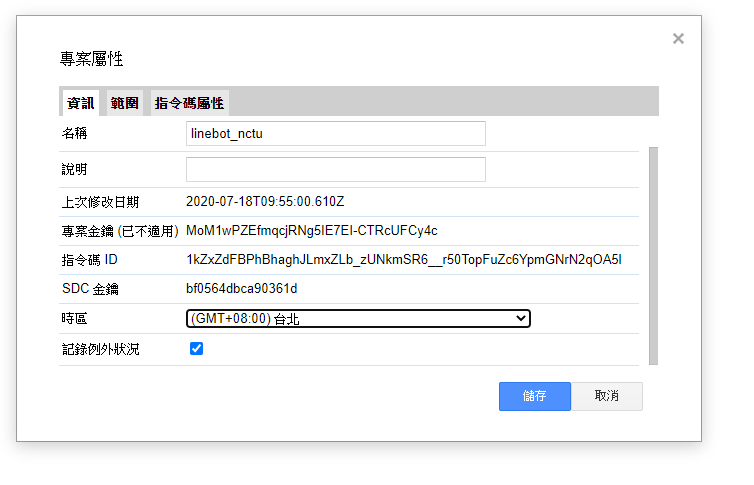 專案屬性
資訊 範圍 指令碼屬性
名稱 linebot_nctu
說明
上次修改日期 2020-07-18T09:55:00.610Z
專案金鑰 (已不適用) MoM1wPZEfmqcjRNg5IE7EI-CTRcUFCy4c
指令碼 ID 1kZxZdFBPhBhaghJLmxZLb_zUNkmSR6__r50TopFuZc6YpmGNrN2qOA5I
SDC 金鑰 bf0564dbca90361d
時區 (GMT+08:00) 台北
記錄例外狀況
儲存 取消